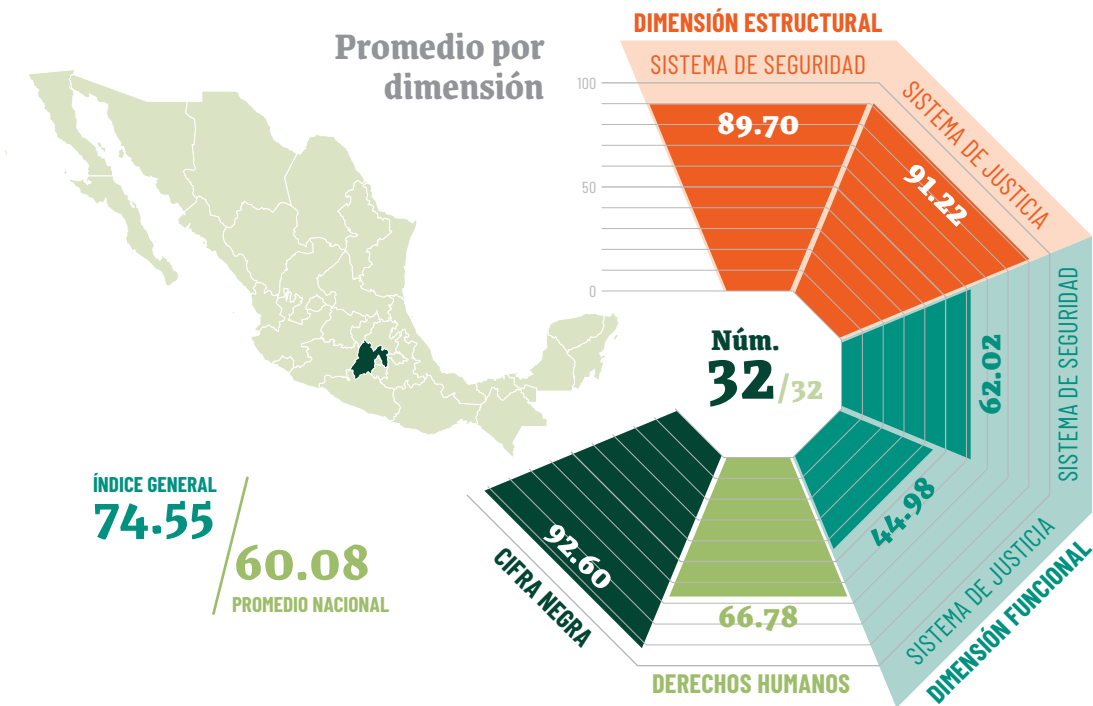 Promedio por
dimensión
DIMENSIÓN ESTRUCTURAL
SISTEMA DE SEGURIDAD
100
50
0
89.70
SISTEMA DE JUSTICIA
91.22
SISTEMA DE SEGURIDAD
62.02
Núm.
32/32
SISTEMA DE JUSTICIA
44.98
DIMENSIÓN FUNCIONAL
66.78
DERECHOS HUMANOS
92.60
CIFRA NEGRA
ÍNDICE GENERAL
74.55
60.08
PROMEDIO NACIONAL